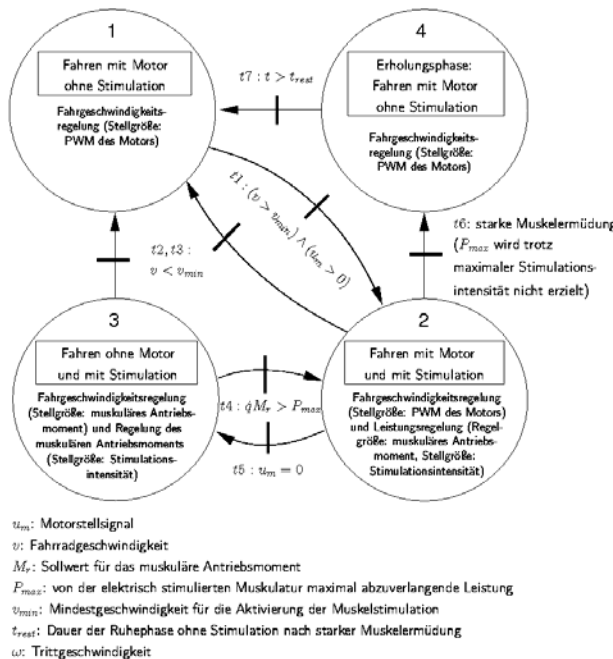 1
Fahren mit Motor
ohne Stimulation
Fahrgeschwindigkeits-
regelung (Stellgröße:
PWM des Motors)
4
Erholungsphase:
Fahren mit Motor
ohne Stimulation
Fahrgeschwindigkeits-
regelung (Stellgröße:
PWM des Motors)
t7 : t > t_rest
t1 : (v > v_min) ∧ (u_m > 0)
t2, t3 :
v < v_min
t6: starke Muskelermüdung
(P_max wird trotz
maximaler Stimulations-
intensität nicht erzielt)
3
Fahren ohne Motor
und mit Stimulation
Fahrgeschwindigkeitsregelung
(Stellgröße: muskuläres Antriebs-
moment) und Regelung des
muskulären Antriebsmoments
(Stellgröße: Stimulations-
intensität)
t4 : q̇M_r > P_max
t5 : u_m = 0
2
Fahren mit Motor
und mit Stimulation
Fahrgeschwindigkeitsregelung
(Stellgröße: PWM des Motors)
und Leistungsregelung (Regel-
größe: muskuläres Antriebs-
moment, Stellgröße:
Stimulationsintensität)
u_m: Motorstellsignal
v: Fahrradgeschwindigkeit
M_r: Sollwert für das muskuläre Antriebsmoment
P_max: von der elektrisch stimulierten Muskulatur maximal abzuverlangende Leistung
v_min: Mindestgeschwindigkeit für die Aktivierung der Muskelstimulation
t_rest: Dauer der Ruhephase ohne Stimulation nach starker Muskelermüdung
ω: Trittgeschwindigkeit